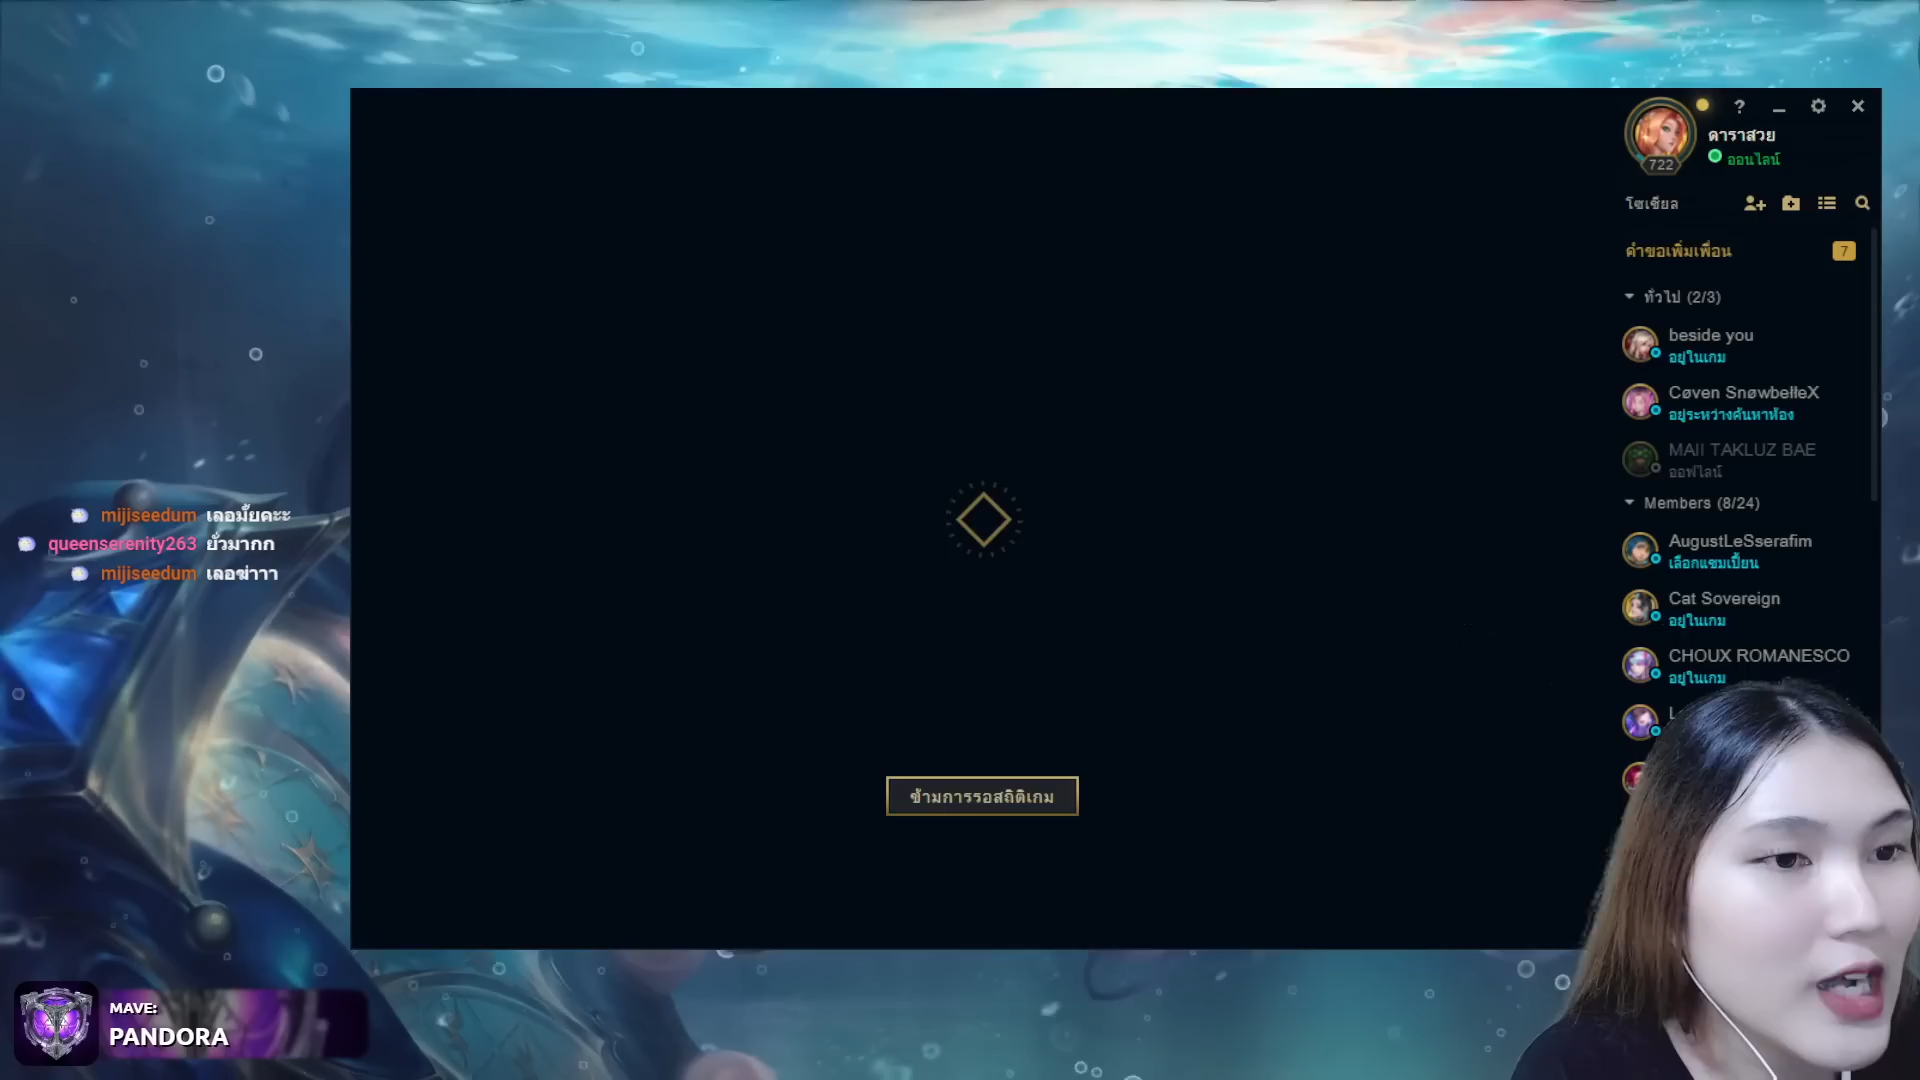 722
ดาราสวย
ออนไลน์
โซเชียล
คำขอเพิ่มเพื่อน 7
ทั่วไป (2/3)
beside you
อยู่ในเกม
Cøven SnøwbełłeX
อยู่ระหว่างค้นหาห้อง
MAII TAKLUZ BAE
ออฟไลน์
Members (8/24)
AugustLeSserafim
เลือกแชมเปี้ยน
Cat Sovereign
อยู่ในเกม
CHOUX ROMANESCO
อยู่ในเกม
mijiseedum เลอมั้ยคะะ
queenserenity263 ยั่วมากก
mijiseedum เลอฆ่าาา
ข้ามการรอสถิติเกม
MAVE:
PANDORA